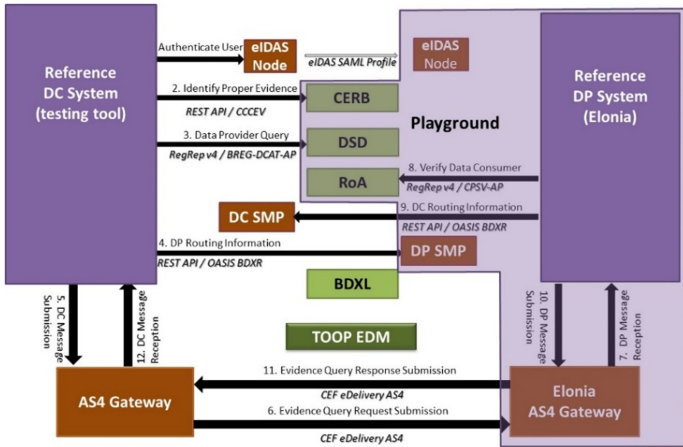 Reference
DC System
(testing tool)
Authenticate User
eIDAS
Node
eIDAS SAML Profile
eIDAS
Node
Reference
DP System
(Elonia)
2. Identify Proper Evidence
REST API / CCCEV
CERB
Playground
3. Data Provider Query
RegRep v4 / BREG-DCAT-AP
DSD
8. Verify Data Consumer
RegRep v4 / CPSV-AP
RoA
9. DC Routing Information
REST API / OASIS BDXR
DC SMP
4. DP Routing Information
REST API / OASIS BDXR
DP SMP
BDXL
5. DC Message
Submission
12. DC Message
Reception
10. DP Message
Submission
7. DP Message
Reception
TOOP EDM
11. Evidence Query Response Submission
CEF eDelivery AS4
AS4 Gateway
6. Evidence Query Request Submission
CEF eDelivery AS4
Elonia
AS4 Gateway